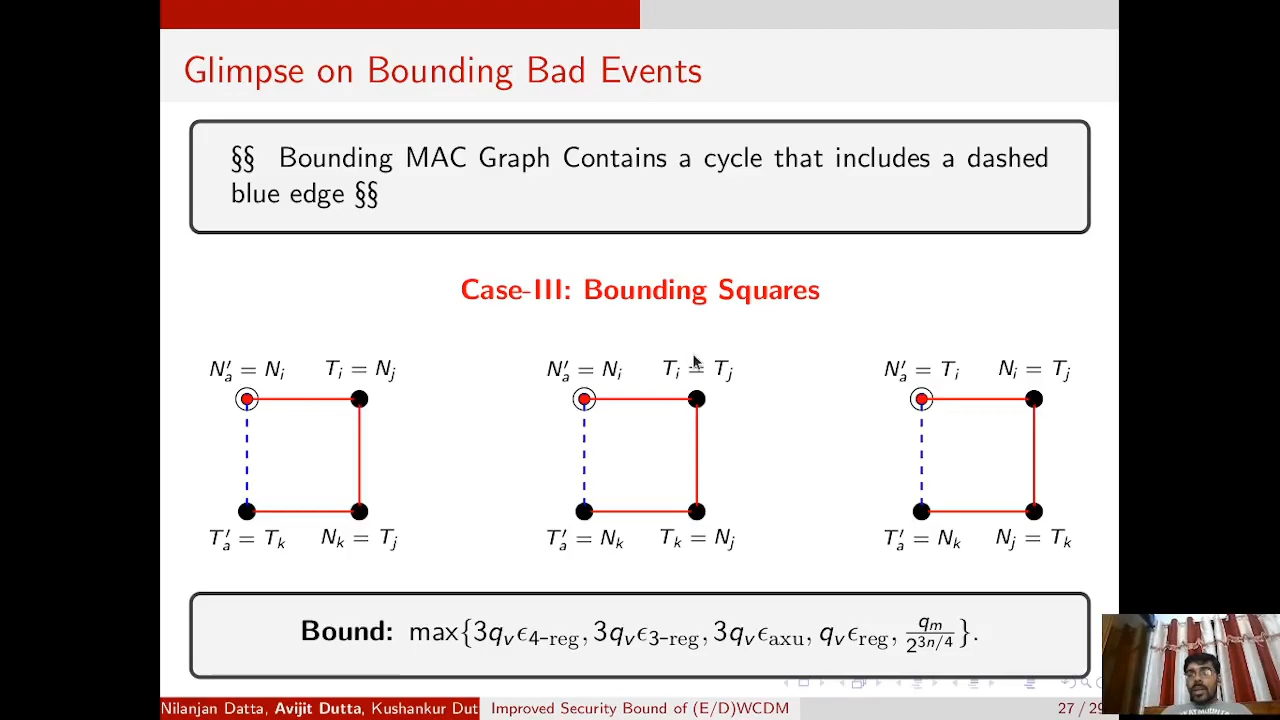 Glimpse on Bounding Bad Events
§§ Bounding MAC Graph Contains a cycle that includes a dashed
blue edge §§
Case-III: Bounding Squares
N′ₐ = Nᵢ Tᵢ = Nⱼ N′ₐ = Nᵢ Tᵢ = Tⱼ N′ₐ = Tᵢ Nᵢ = Tⱼ
T′ₐ = Tₖ Nₖ = Tⱼ T′ₐ = Nₖ Tₖ = Nⱼ T′ₐ = Nₖ Nⱼ = Tₖ
Bound: max{3qᵥϵ₄₋reg, 3qᵥϵ₃₋reg, 3qᵥϵaxu, qᵥϵreg, qₘ/2^{3n/4}}.
Nilanjan Datta, Avijit Dutta, Kushankur Dut Improved Security Bound of (E/D)WCDM 27 / 29